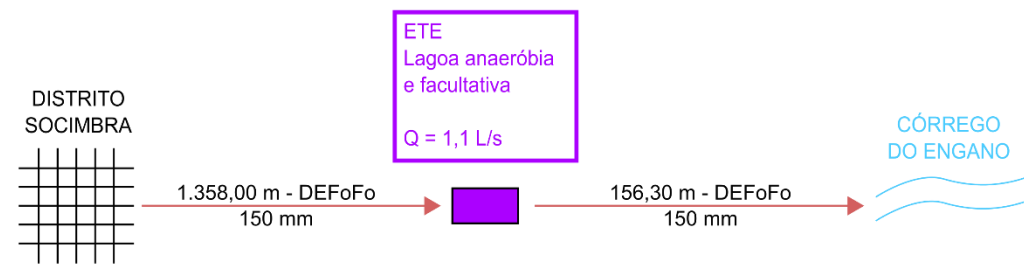 ETE
Lagoa anaeróbia
e facultativa
Q = 1,1 L/s
DISTRITO
SOCIMBRA
CÓRREGO
DO ENGANO
1.358,00 m - DEFoFo
150 mm
156,30 m - DEFoFo
150 mm